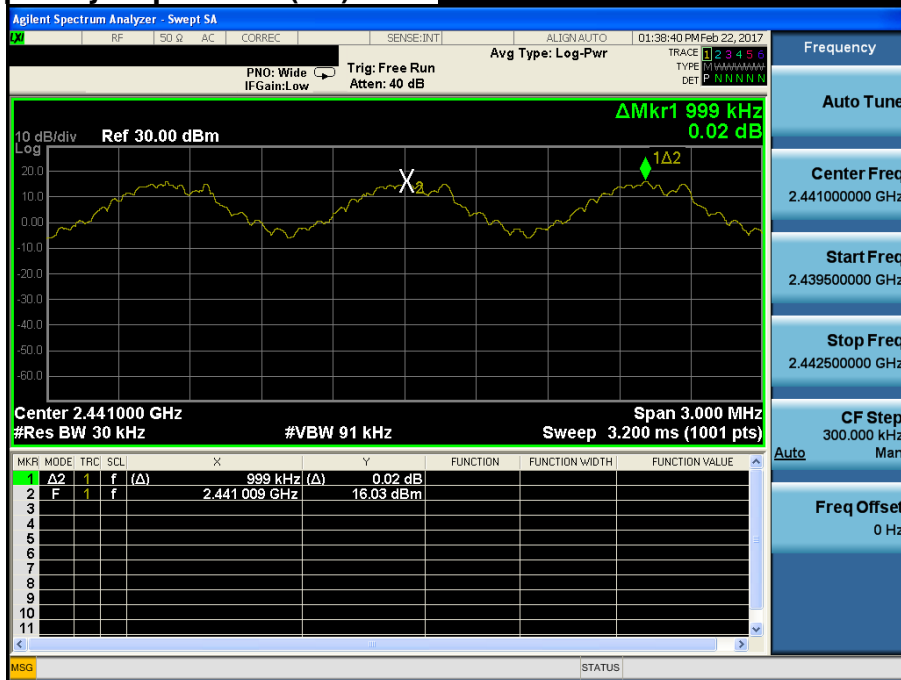 Agilent Spectrum Analyzer - Swept SA
LXI RF 50 Ω AC CORREC SENSE:INT ALIGN AUTO 01:38:40 PM Feb 22, 2017
Frequency
Avg Type: Log-Pwr
TRACE 1 2 3 4 5 6
TYPE M WWWWW
DET P N N N N N
PNO: Wide
IFGain:Low
Trig: Free Run
Atten: 40 dB
Auto Tune
ΔMkr1 999 kHz
0.02 dB
10 dB/div Ref 30.00 dBm
Log
1Δ2
X2
20.0
10.0
0.00
-10.0
-20.0
-30.0
-40.0
-50.0
-60.0
Center Freq
2.441000000 GHz
Start Freq
2.439500000 GHz
Stop Freq
2.442500000 GHz
Center 2.441000 GHz Span 3.000 MHz
#Res BW 30 kHz #VBW 91 kHz Sweep 3.200 ms (1001 pts)
CF Step
300.000 kHz
Auto Man
MKR MODE TRC SCL X Y FUNCTION FUNCTION WIDTH FUNCTION VALUE
1 Δ2 1 f (Δ) 999 kHz (Δ) 0.02 dB
2 F 1 f 2.441 009 GHz 16.03 dBm
3
4
5
6
7
8
9
10
11
Freq Offset
0 Hz
MSG STATUS